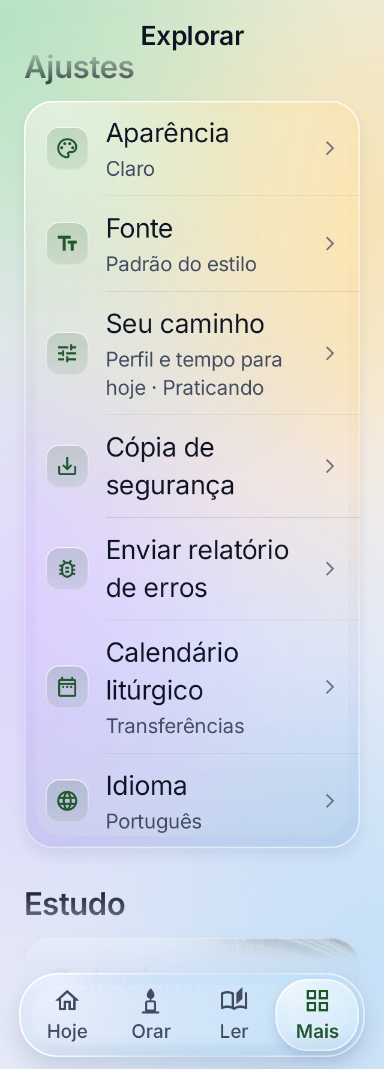 Explorar
Ajustes
Aparência
Claro
Fonte
Padrão do estilo
Seu caminho
Perfil e tempo para
hoje · Praticando
Cópia de
segurança
Enviar relatório
de erros
Calendário
litúrgico
Transferências
Idioma
Português
Estudo
Hoje
Orar
Ler
Mais